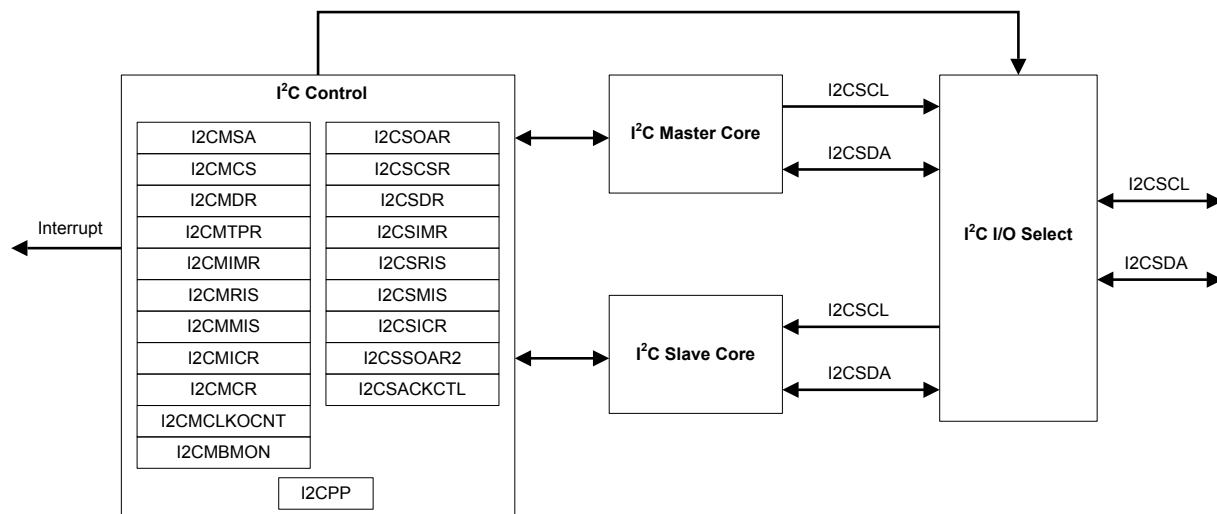 I²C Control
I2CMSA
I2CMCS
I2CMDR
I2CMTPR
I2CMIMR
I2CMRIS
I2CMMIS
I2CMICR
I2CMCR
I2CMCLKOCNT
I2CMBMON
I2CSOAR
I2CSCSR
I2CSDR
I2CSIMR
I2CSRIS
I2CSMIS
I2CSICR
I2CSSOAR2
I2CSACKCTL
I2CPP
Interrupt
I²C Master Core
I2CSCL
I2CSDA
I²C Slave Core
I2CSCL
I2CSDA
I²C I/O Select
I2CSCL
I2CSDA